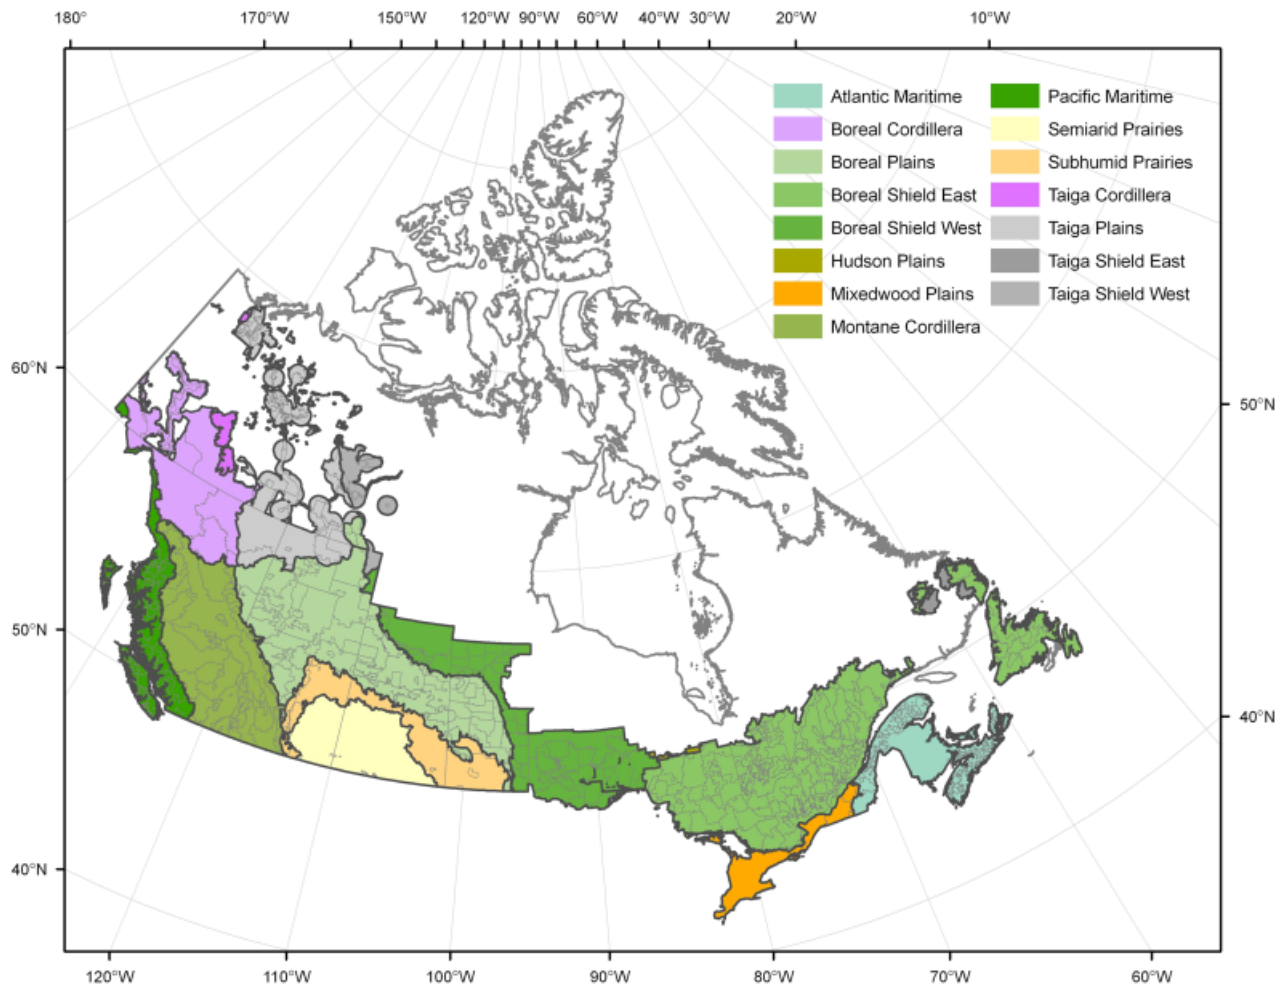 180° 170°W 150°W 120°W 90°W 60°W 40°W 30°W 20°W 10°W
Atlantic Maritime
Boreal Cordillera
Boreal Plains
Boreal Shield East
Boreal Shield West
Hudson Plains
Mixedwood Plains
Montane Cordillera
Pacific Maritime
Semiarid Prairies
Subhumid Prairies
Taiga Cordillera
Taiga Plains
Taiga Shield East
Taiga Shield West
60°N
50°N
40°N
50°N
40°N
120°W 110°W 100°W 90°W 80°W 70°W 60°W